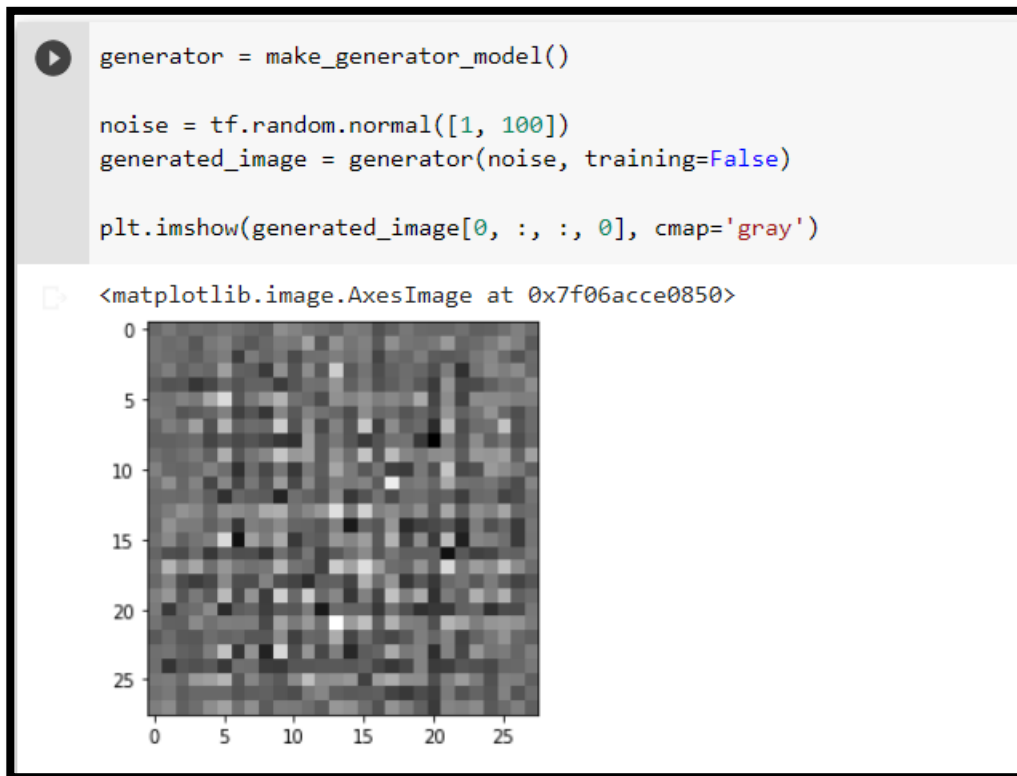 generator = make_generator_model()
noise = tf.random.normal([1, 100])
generated_image = generator(noise, training=False)
plt.imshow(generated_image[0, :, :, 0], cmap='gray')
<matplotlib.image.AxesImage at 0x7f06acce0850>
0
5
10
15
20
25
0 5 10 15 20 25